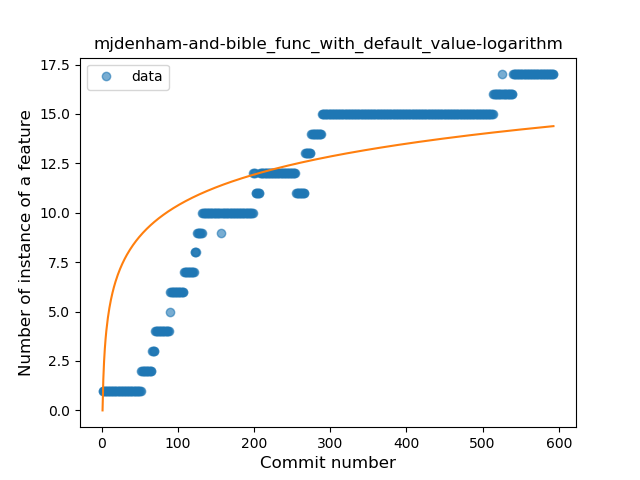 mjdenham-and-bible_func_with_default_value-logarithm
data
Number of instance of a feature
17.5
15.0
12.5
10.0
7.5
5.0
2.5
0.0
0 100 200 300 400 500 600
Commit number